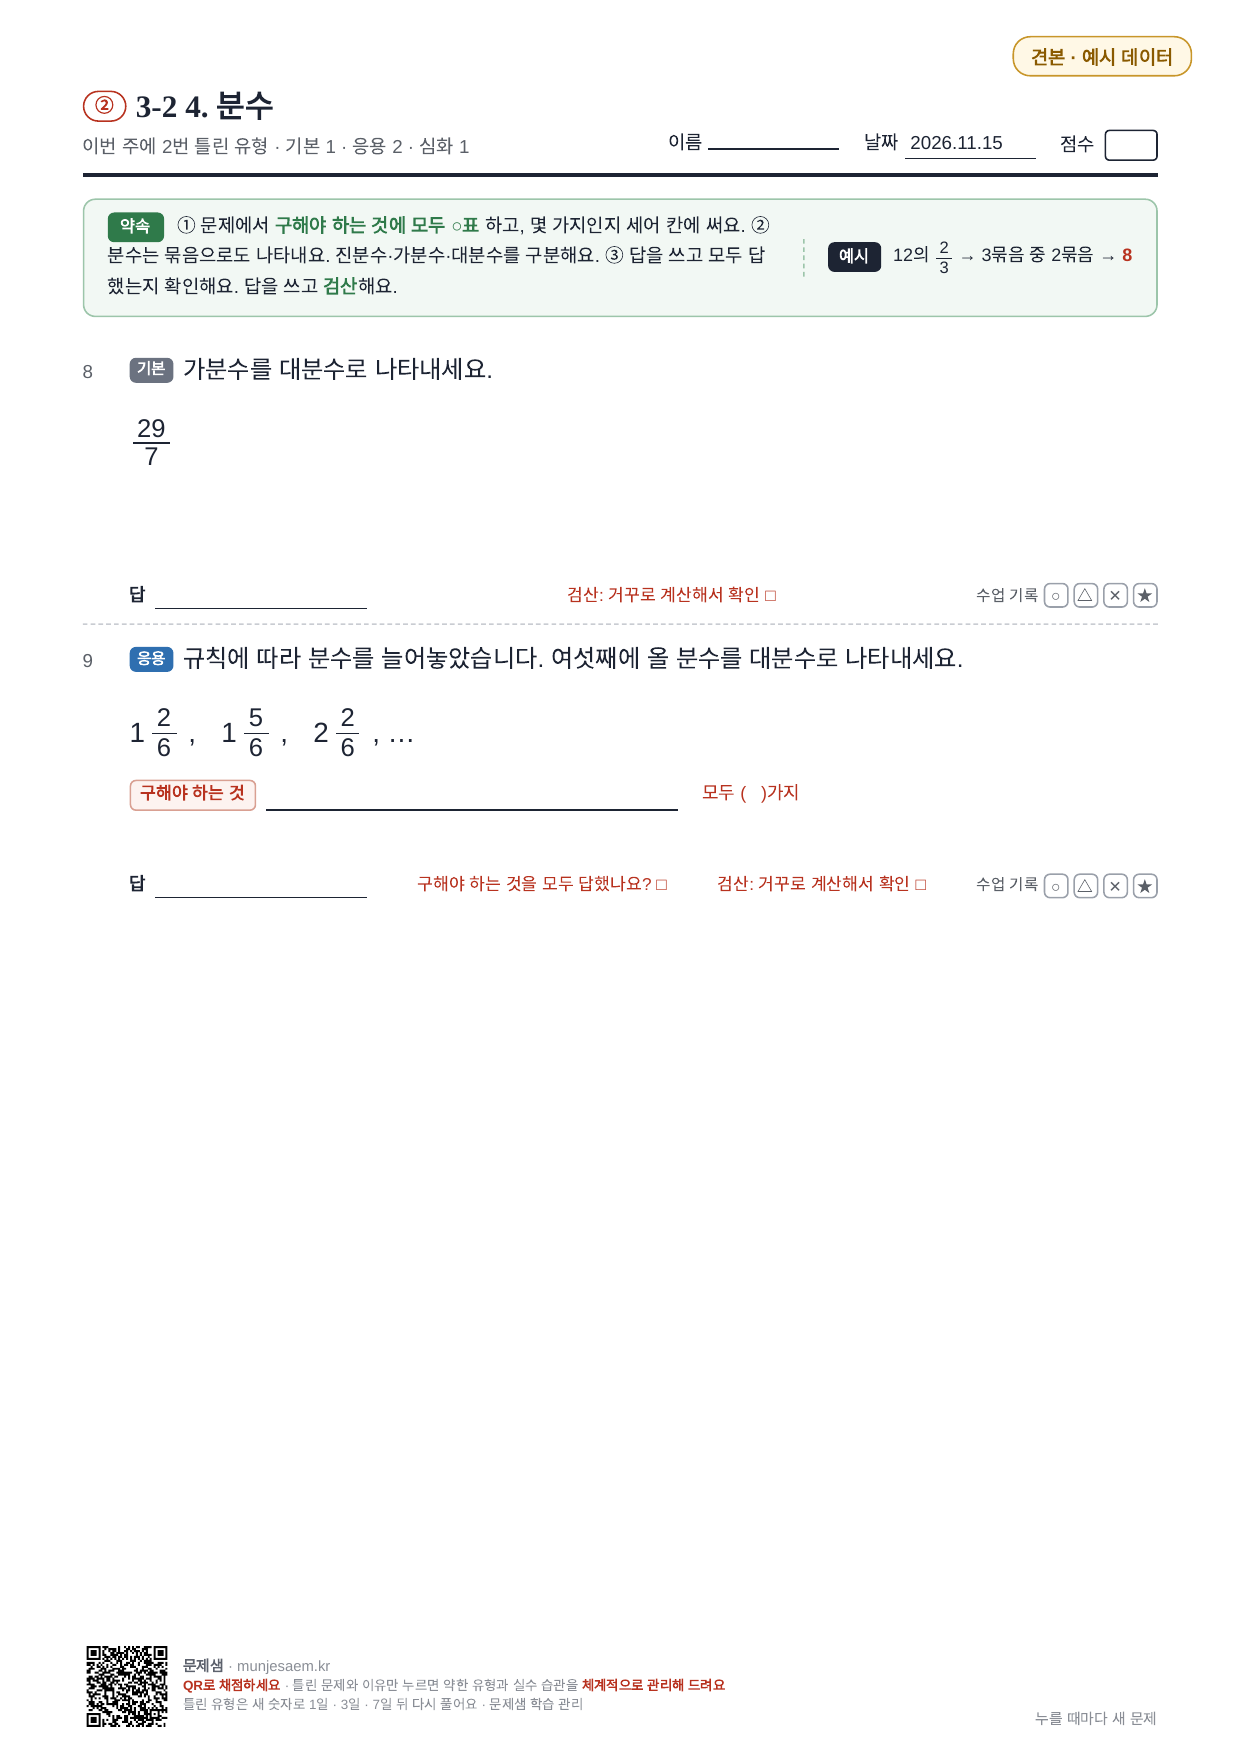 견본 · 예시 데이터
② 3-2 4. 분수
이번 주에 2번 틀린 유형 · 기본 1 · 응용 2 · 심화 1
이름 날짜 2026.11.15 점수
약속 ① 문제에서 구해야 하는 것에 모두 ○표 하고, 몇 가지인지 세어 칸에 써요. ②
분수는 묶음으로도 나타내요. 진분수·가분수·대분수를 구분해요. ③ 답을 쓰고 모두 답
했는지 확인해요. 답을 쓰고 검산해요.
예시 12의 2/3 → 3묶음 중 2묶음 → 8
8 기본 가분수를 대분수로 나타내세요.
29/7
답 검산: 거꾸로 계산해서 확인 □ 수업 기록 ○ △ ✕ ★
9 응용 규칙에 따라 분수를 늘어놓았습니다. 여섯째에 올 분수를 대분수로 나타내세요.
1 2/6 , 1 5/6 , 2 2/6 , …
구해야 하는 것 모두 ( )가지
답 구해야 하는 것을 모두 답했나요? □ 검산: 거꾸로 계산해서 확인 □ 수업 기록 ○ △ ✕ ★
문제샘 · munjesaem.kr
QR로 채점하세요 · 틀린 문제와 이유만 누르면 약한 유형과 실수 습관을 체계적으로 관리해 드려요
틀린 유형은 새 숫자로 1일 · 3일 · 7일 뒤 다시 풀어요 · 문제샘 학습 관리
누를 때마다 새 문제